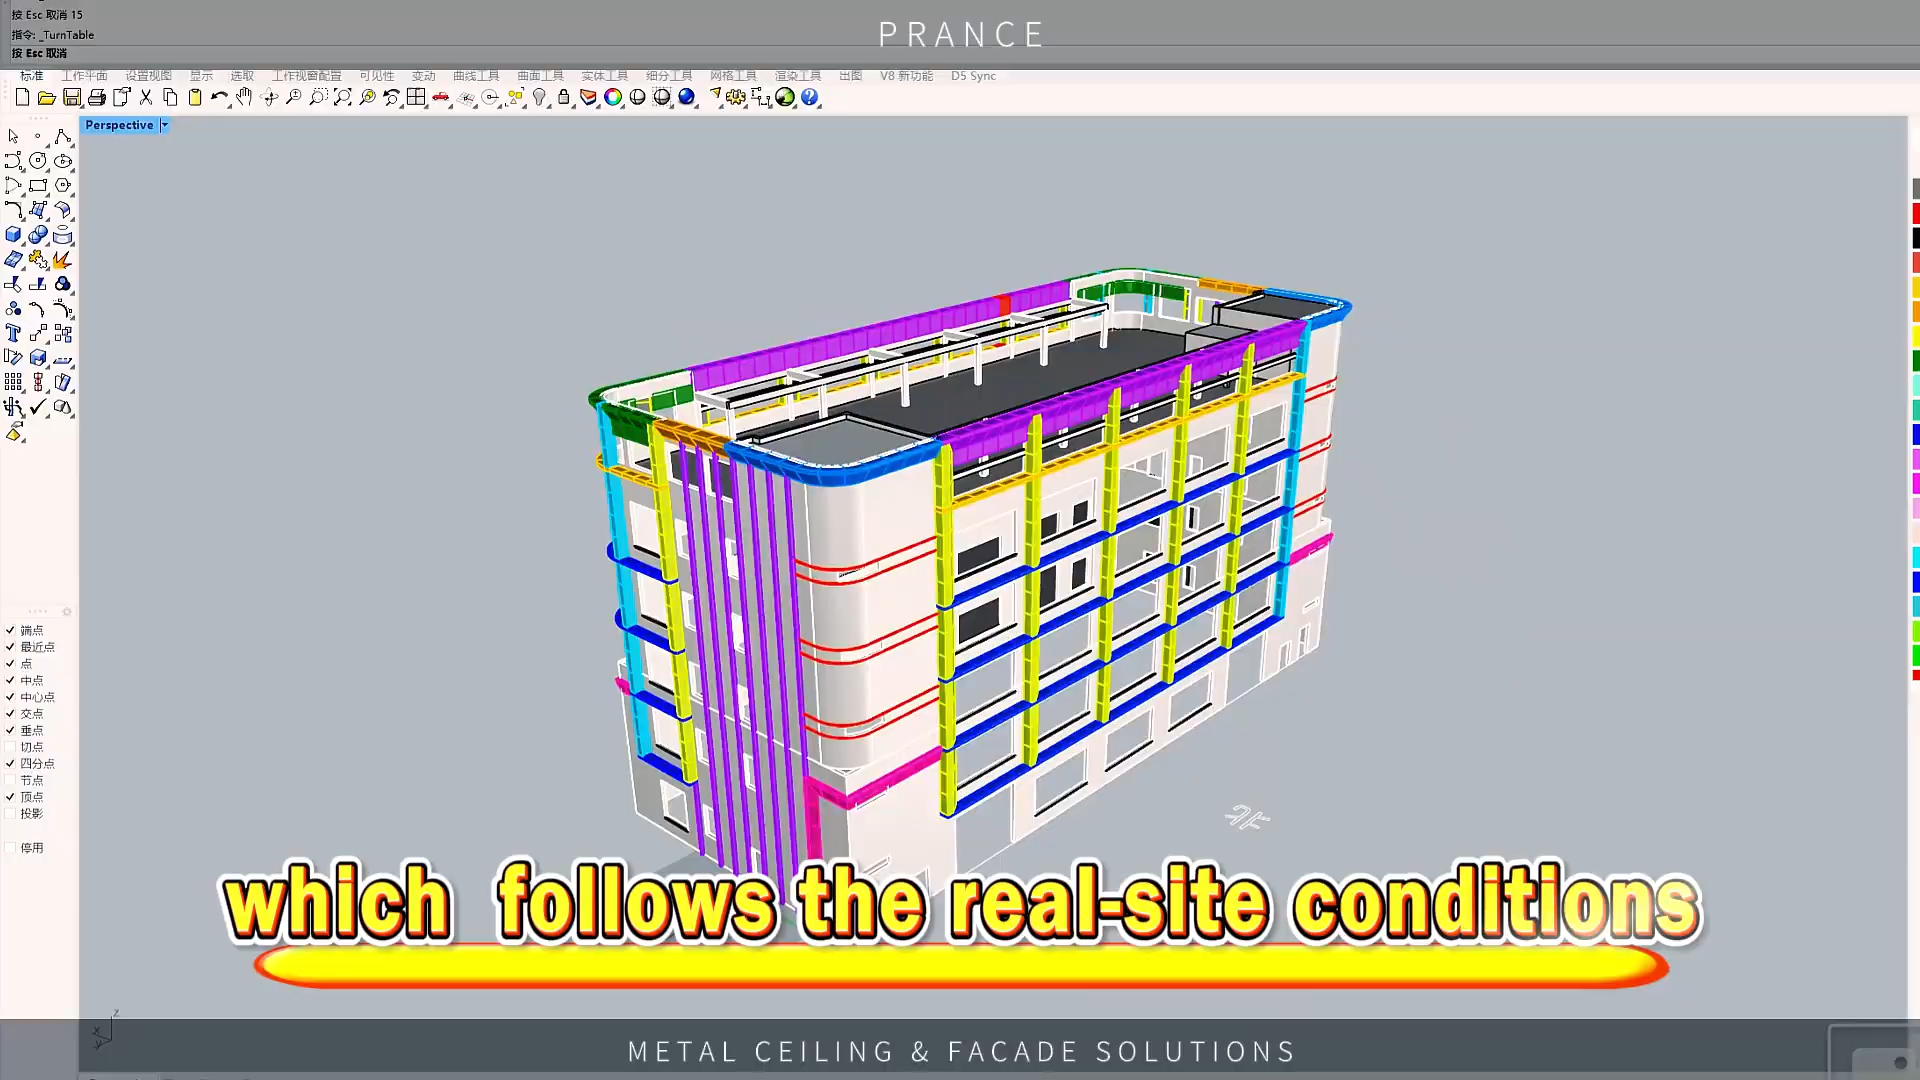 按 Esc 取消 15
指令: _TurnTable
按 Esc 取消
PRANCE
标准 工作平面 设置视图 显示 选取 工作视窗配置 可见性 变动 曲线工具 曲面工具 实体工具 细分工具 网格工具 渲染工具 出图 V8 新功能 D5 Sync
Perspective
端点
最近点
点
中点
中心点
交点
垂点
切点
四分点
节点
顶点
投影
停用
which follows the real-site conditions
z
x
y
METAL CEILING & FACADE SOLUTIONS